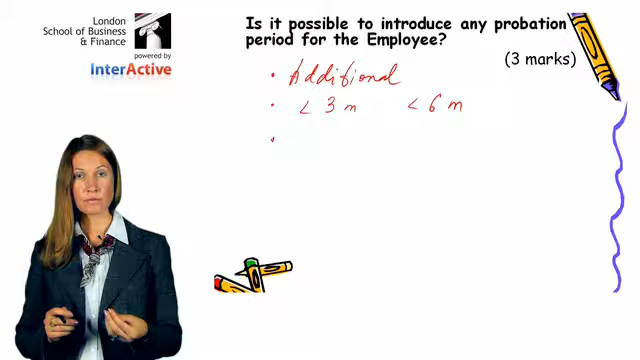 London
School of Business
& Finance
powered by
InterActive
Is it possible to introduce any probation
period for the Employee?
(3 marks)
• Additional
• < 3 m < 6 m
•